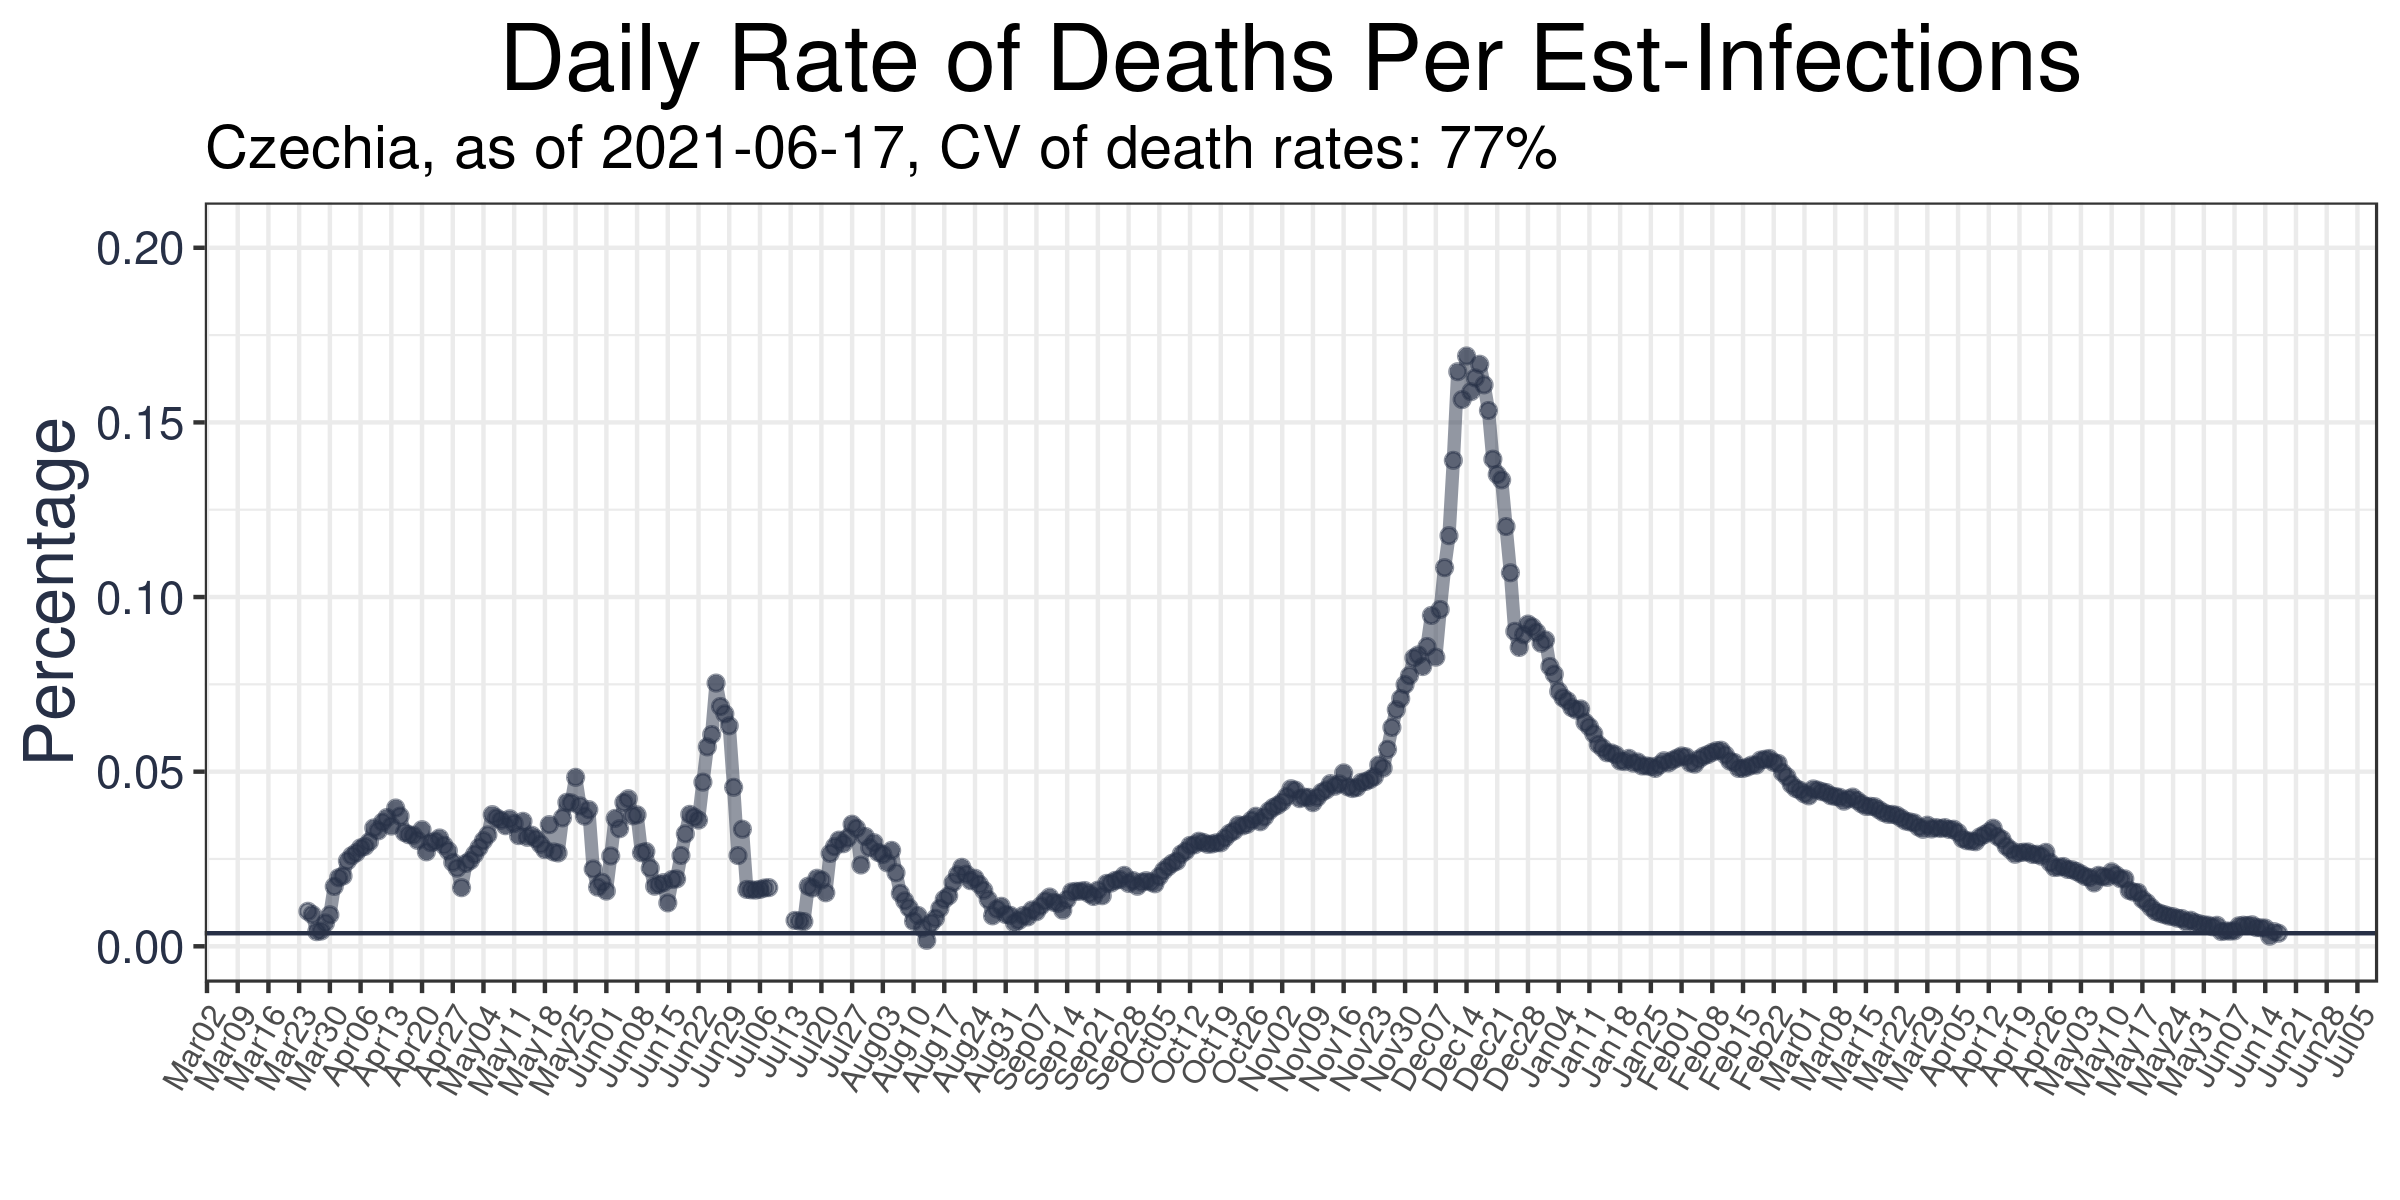 Daily Rate of Deaths Per Est-Infections
Czechia, as of 2021-06-17, CV of death rates: 77%
Percentage
0.20
0.15
0.10
0.05
0.00
Mar02
Mar09
Mar16
Mar23
Mar30
Apr06
Apr13
Apr20
Apr27
May04
May11
May18
May25
Jun01
Jun08
Jun15
Jun22
Jun29
Jul06
Jul13
Jul20
Jul27
Aug03
Aug10
Aug17
Aug24
Aug31
Sep07
Sep14
Sep21
Sep28
Oct05
Oct12
Oct19
Oct26
Nov02
Nov09
Nov16
Nov23
Nov30
Dec07
Dec14
Dec21
Dec28
Jan04
Jan11
Jan18
Jan25
Feb01
Feb08
Feb15
Feb22
Mar01
Mar08
Mar15
Mar22
Mar29
Apr05
Apr12
Apr19
Apr26
May03
May10
May17
May24
May31
Jun07
Jun14
Jun21
Jun28
Jul05